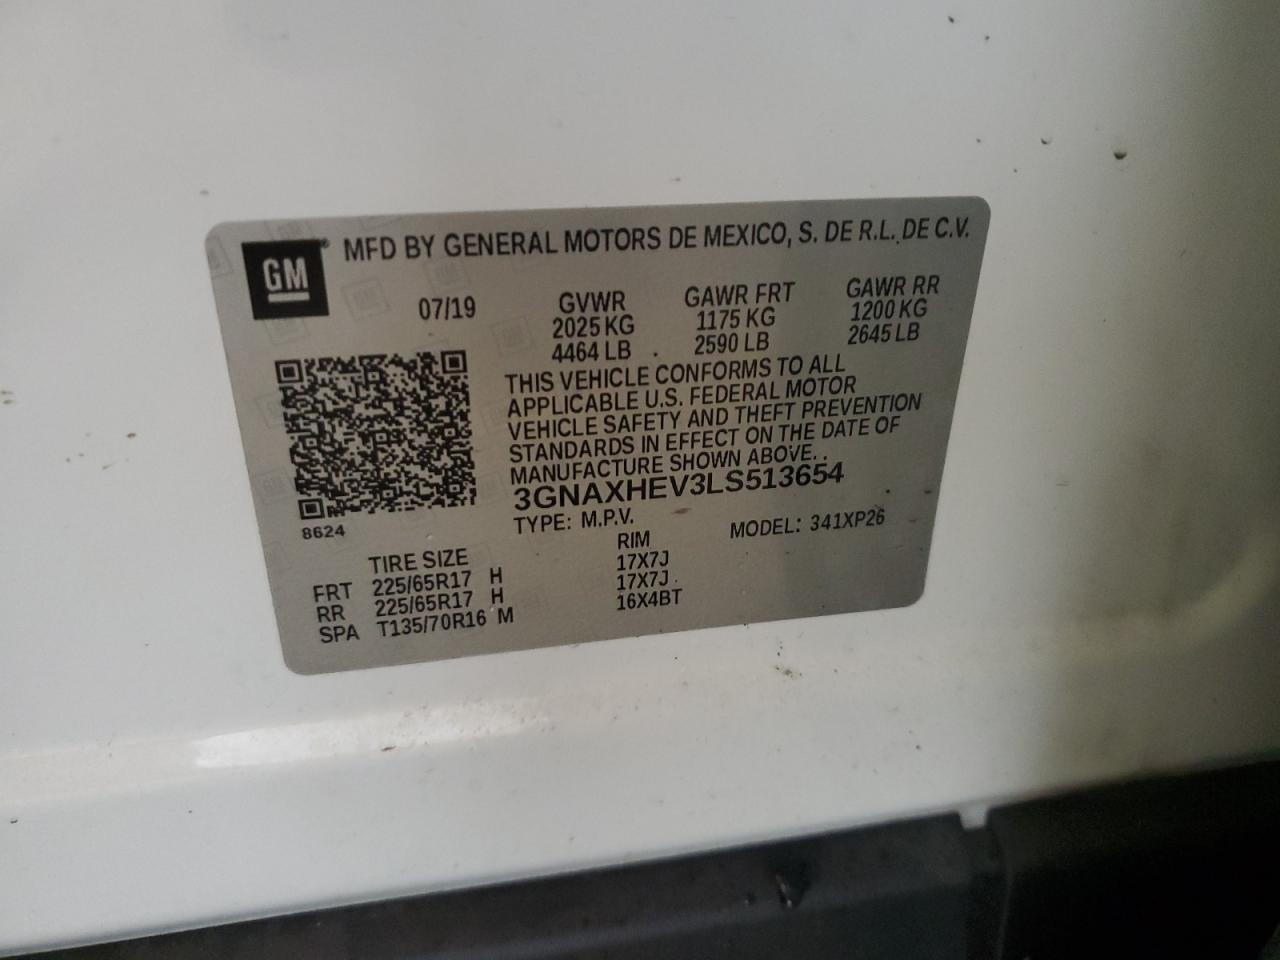 GM® MFD BY GENERAL MOTORS DE MEXICO, S. DE R.L. DE C.V.
07/19 GVWR GAWR FRT GAWR RR
2025 KG 1175 KG 1200 KG
4464 LB 2590 LB 2645 LB
THIS VEHICLE CONFORMS TO ALL
APPLICABLE U.S. FEDERAL MOTOR
VEHICLE SAFETY AND THEFT PREVENTION
STANDARDS IN EFFECT ON THE DATE OF
MANUFACTURE SHOWN ABOVE.
3GNAXHEV3LS513654
8624 TYPE: M.P.V. MODEL: 341XP26
TIRE SIZE RIM
FRT 225/65R17 H 17X7J
RR 225/65R17 H 17X7J
SPA T135/70R16 M 16X4BT